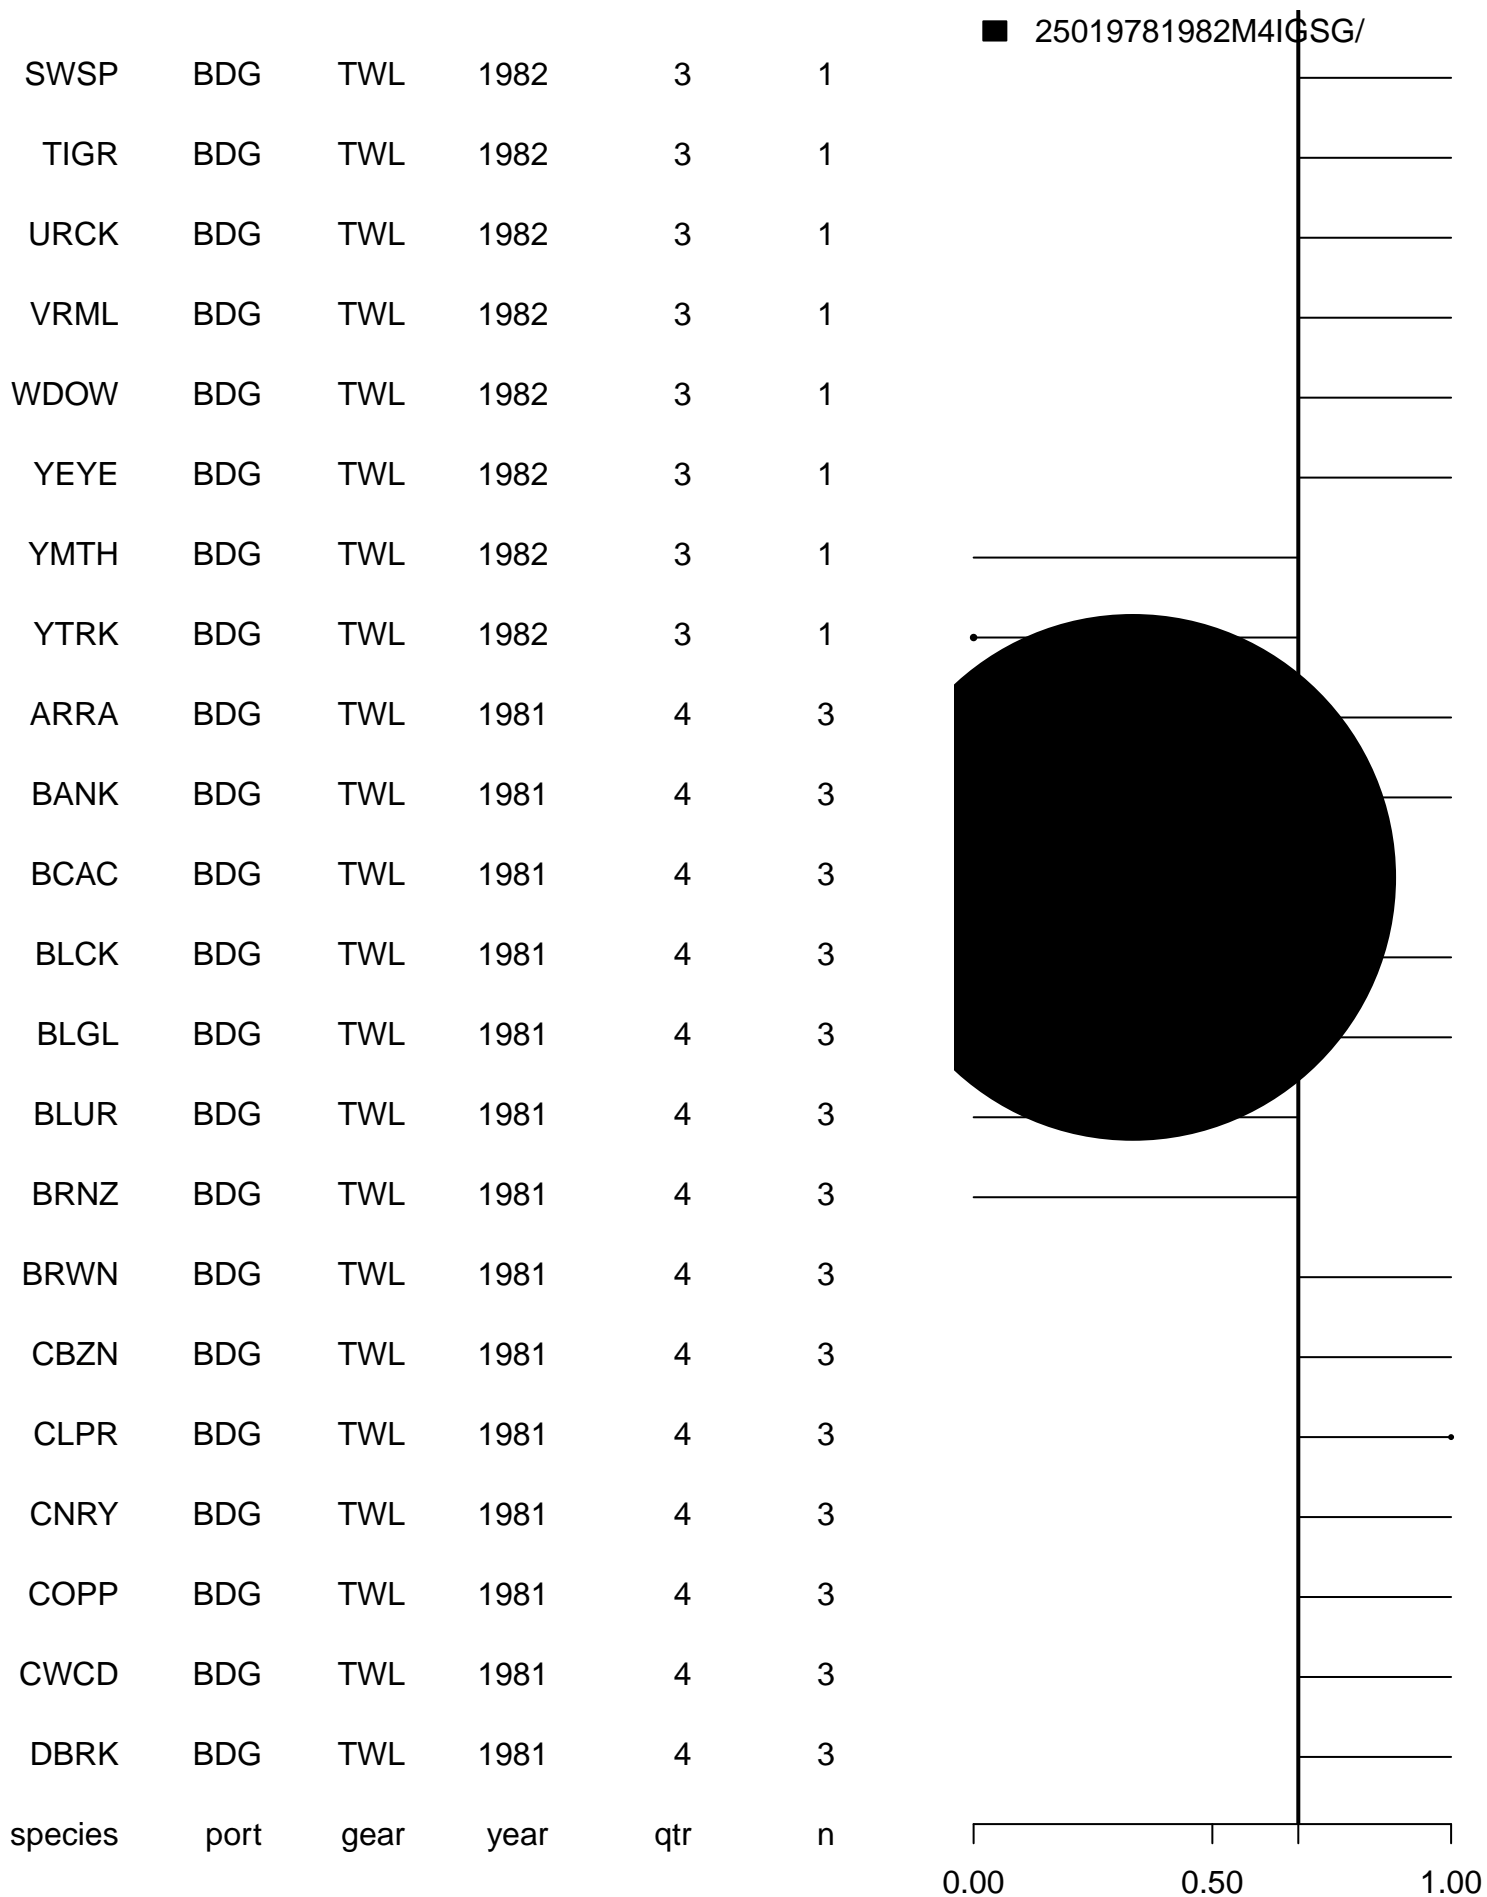 25019781982M4IGSG/
SWSP BDG TWL 1982 3 1
TIGR BDG TWL 1982 3 1
URCK BDG TWL 1982 3 1
VRML BDG TWL 1982 3 1
WDOW BDG TWL 1982 3 1
YEYE BDG TWL 1982 3 1
YMTH BDG TWL 1982 3 1
YTRK BDG TWL 1982 3 1
ARRA BDG TWL 1981 4 3
BANK BDG TWL 1981 4 3
BCAC BDG TWL 1981 4 3
BLCK BDG TWL 1981 4 3
BLGL BDG TWL 1981 4 3
BLUR BDG TWL 1981 4 3
BRNZ BDG TWL 1981 4 3
BRWN BDG TWL 1981 4 3
CBZN BDG TWL 1981 4 3
CLPR BDG TWL 1981 4 3
CNRY BDG TWL 1981 4 3
COPP BDG TWL 1981 4 3
CWCD BDG TWL 1981 4 3
DBRK BDG TWL 1981 4 3
species port gear year qtr n
0.00 0.50 1.00